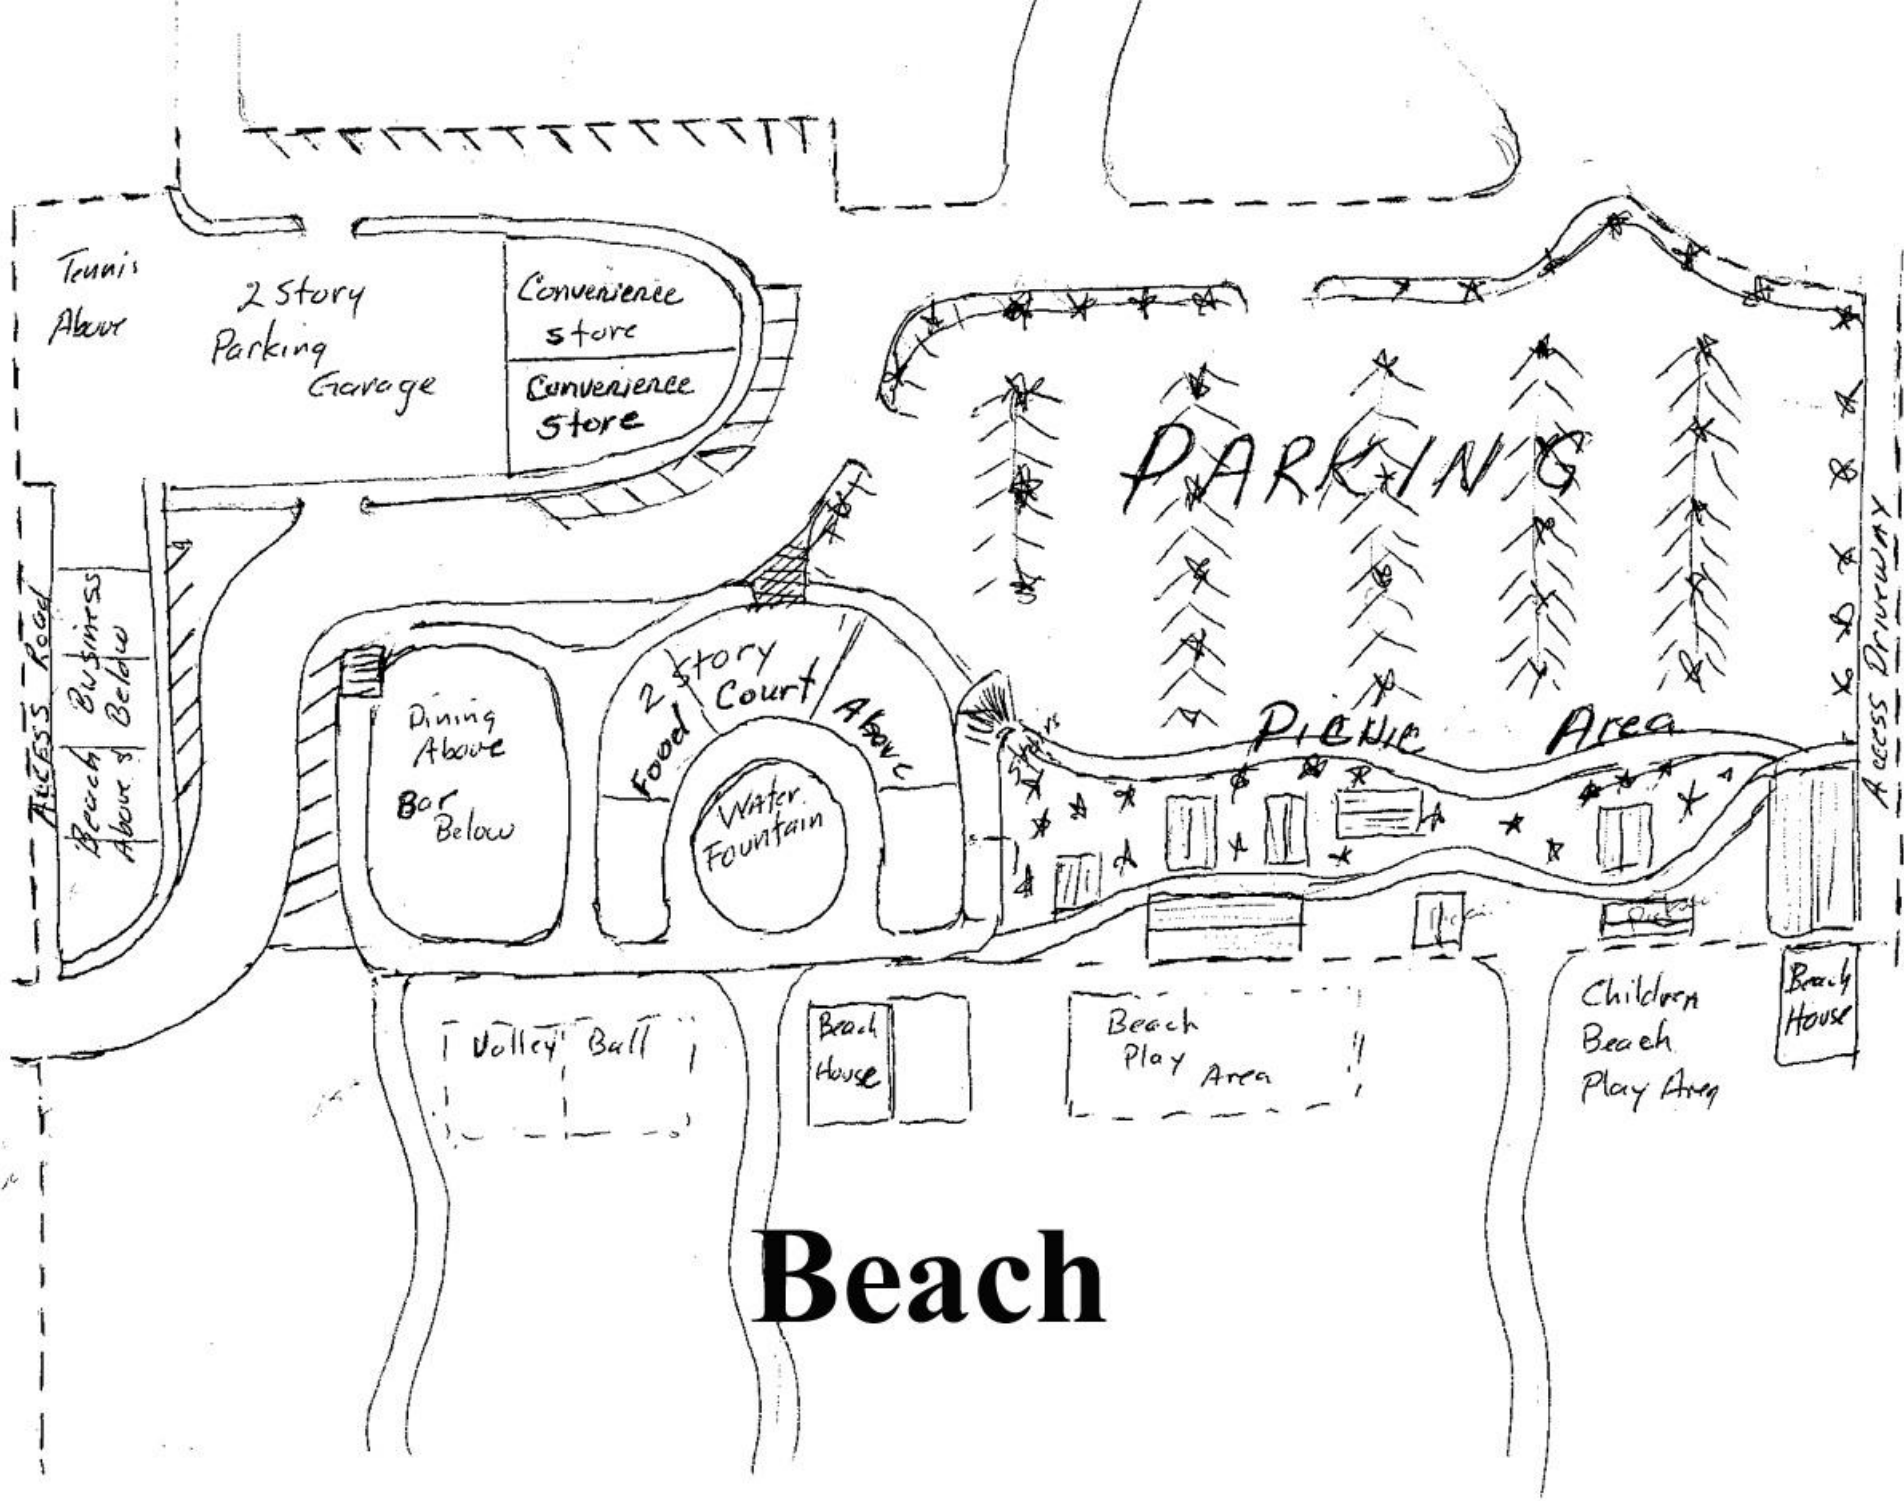 Tennis
Above
2 Story
Parking
Garage
Convenience
store
Convenience
Store
PARKING
Access Road
Beach Business
Above & Below
Access Driveway
Dining
Above
Bar
Below
2 Story
Food Court Above
Water
Fountain
Picnic Area
Volley Ball
Beach
House
Beach
Play
Area
Children
Beach
Play Area
Beach
House
Beach